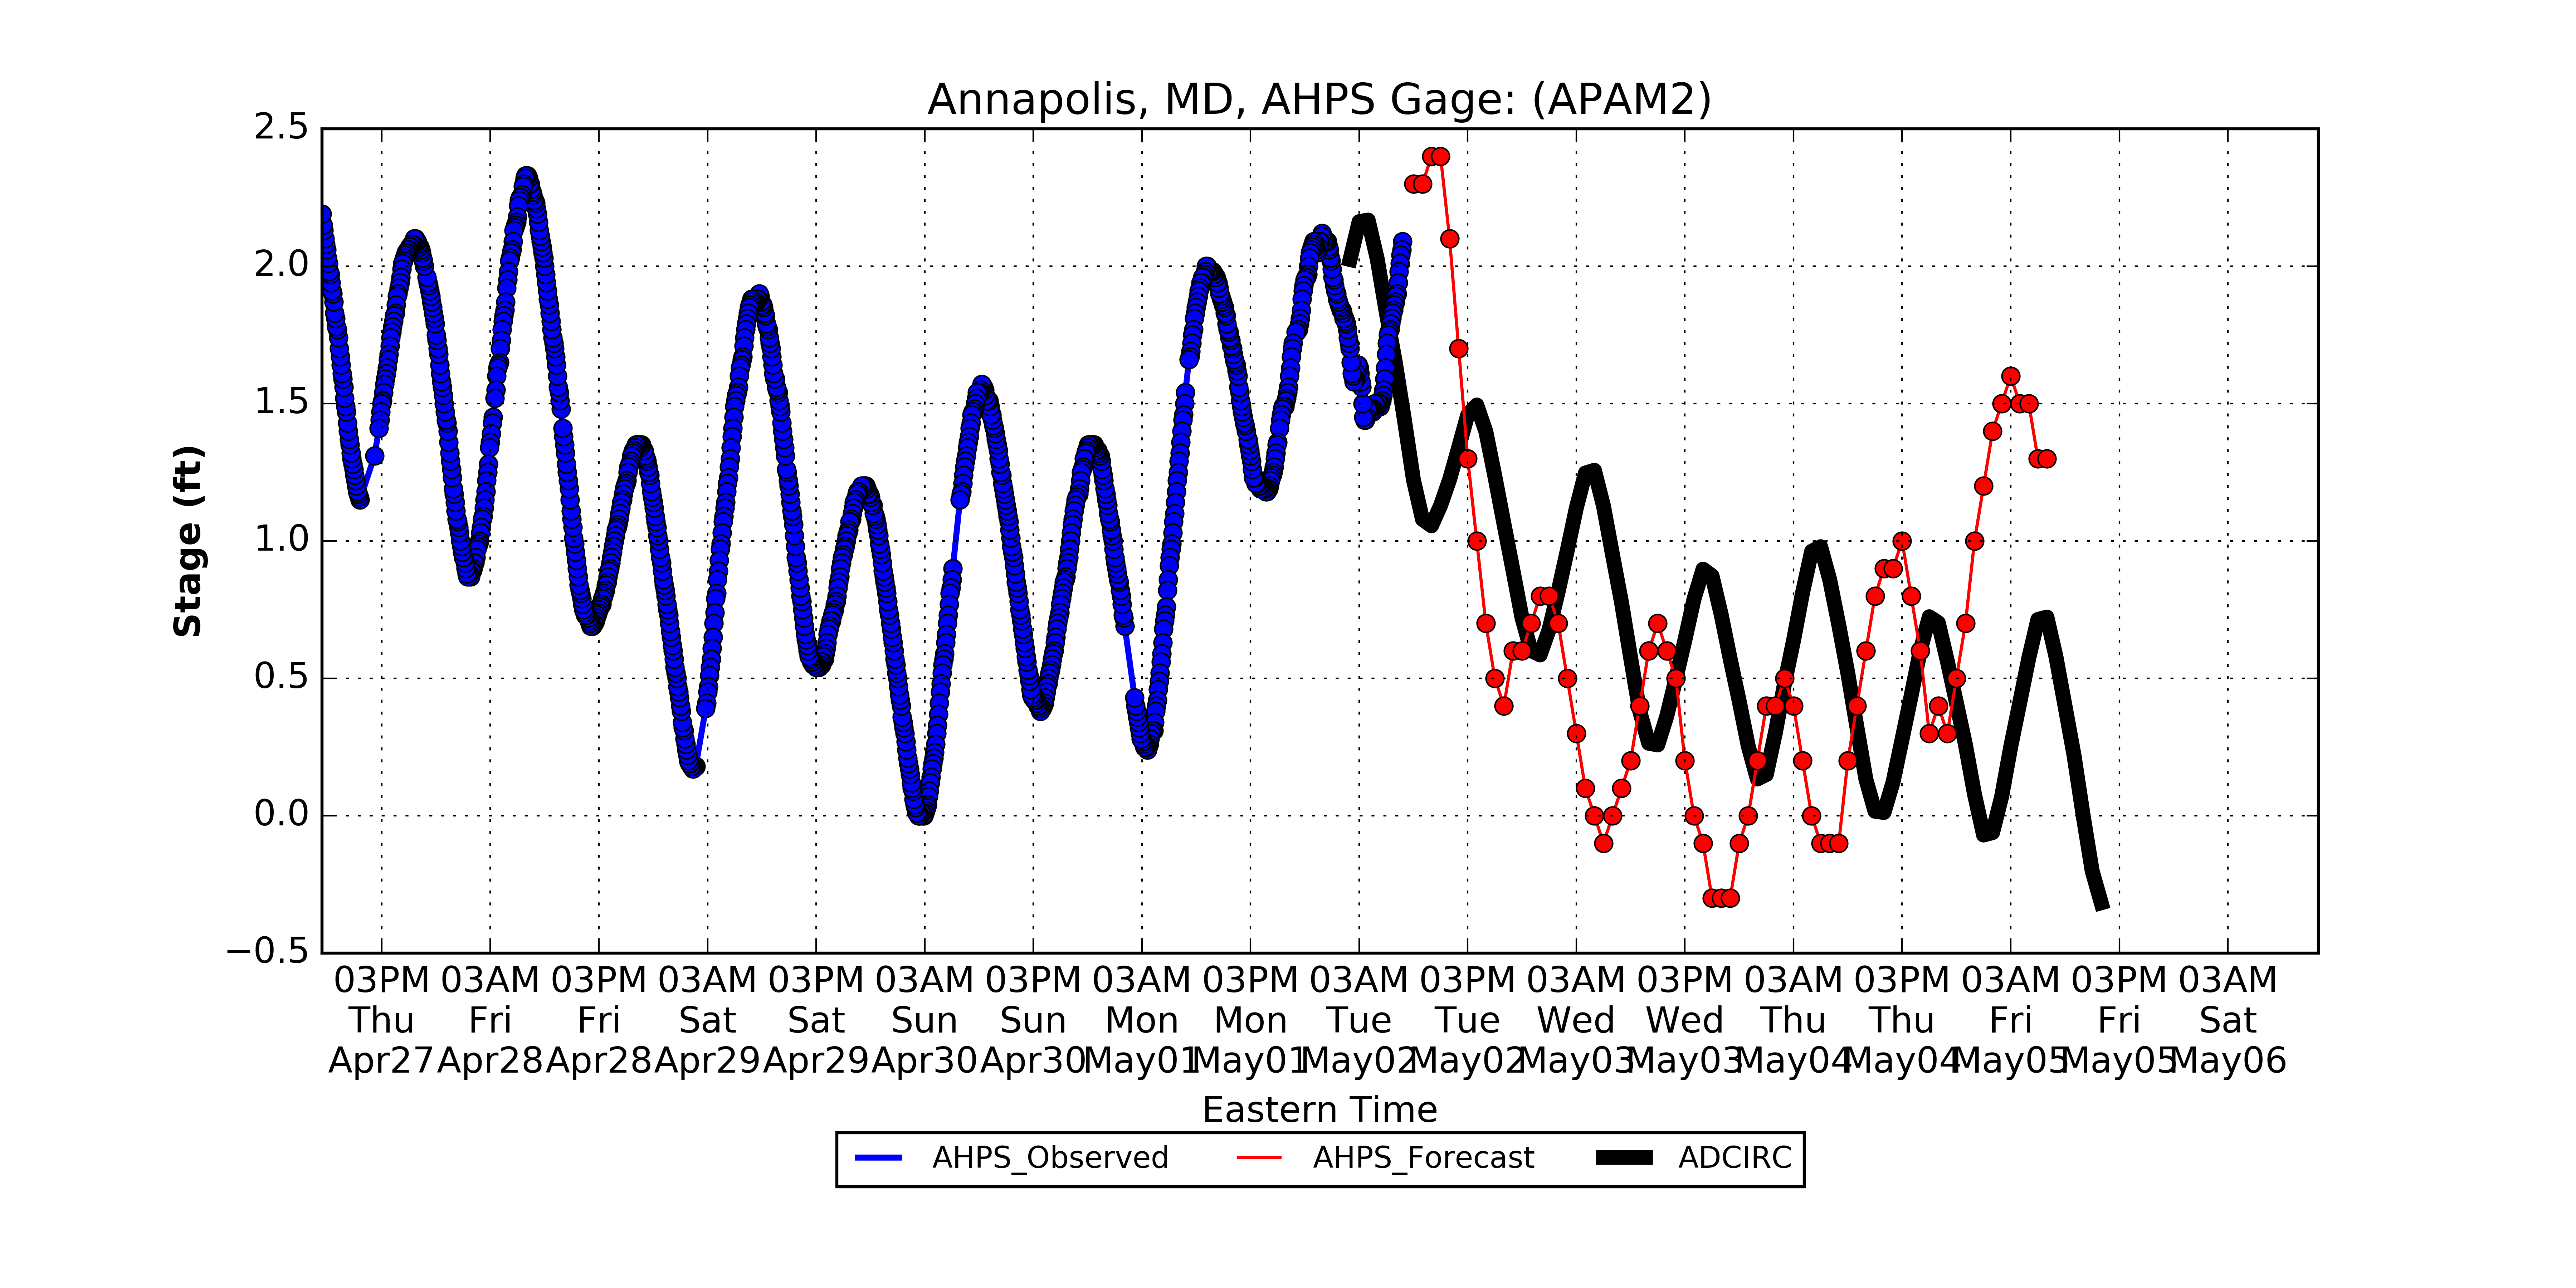 Annapolis, MD, AHPS Gage: (APAM2)
2.5
2.0
1.5
1.0
0.5
0.0
−0.5
Stage (ft)
03PM 03AM 03PM 03AM 03PM 03AM 03PM 03AM 03PM 03AM 03PM 03AM 03PM 03AM 03PM 03AM 03PM 03AM
Thu Fri Fri Sat Sat Sun Sun Mon Mon Tue Tue Wed Wed Thu Thu Fri Fri Sat
Apr27 Apr28 Apr28 Apr29 Apr29 Apr30 Apr30 May01 May01 May02 May02 May03 May03 May04 May04 May05 May05 May06
Eastern Time
AHPS_Observed AHPS_Forecast ADCIRC